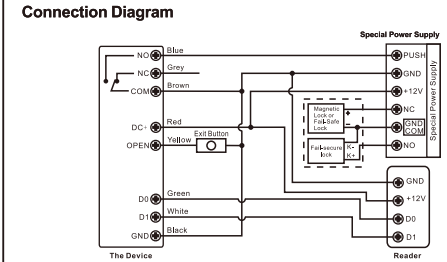 Connection Diagram
Special Power Supply
NO Blue
NC Grey
COM Brown
DC+ Red
OPEN Yellow Exit Button
D0 Green
D1 White
GND Black
The Device
Magnetic
Lock or
Fail-Safe
Lock
+
−
Fail-secure
lock
K-
K+
PUSH
GND
+12V
NC
GND
COM
NO
Special Power Supply
GND
+12V
D0
D1
Reader